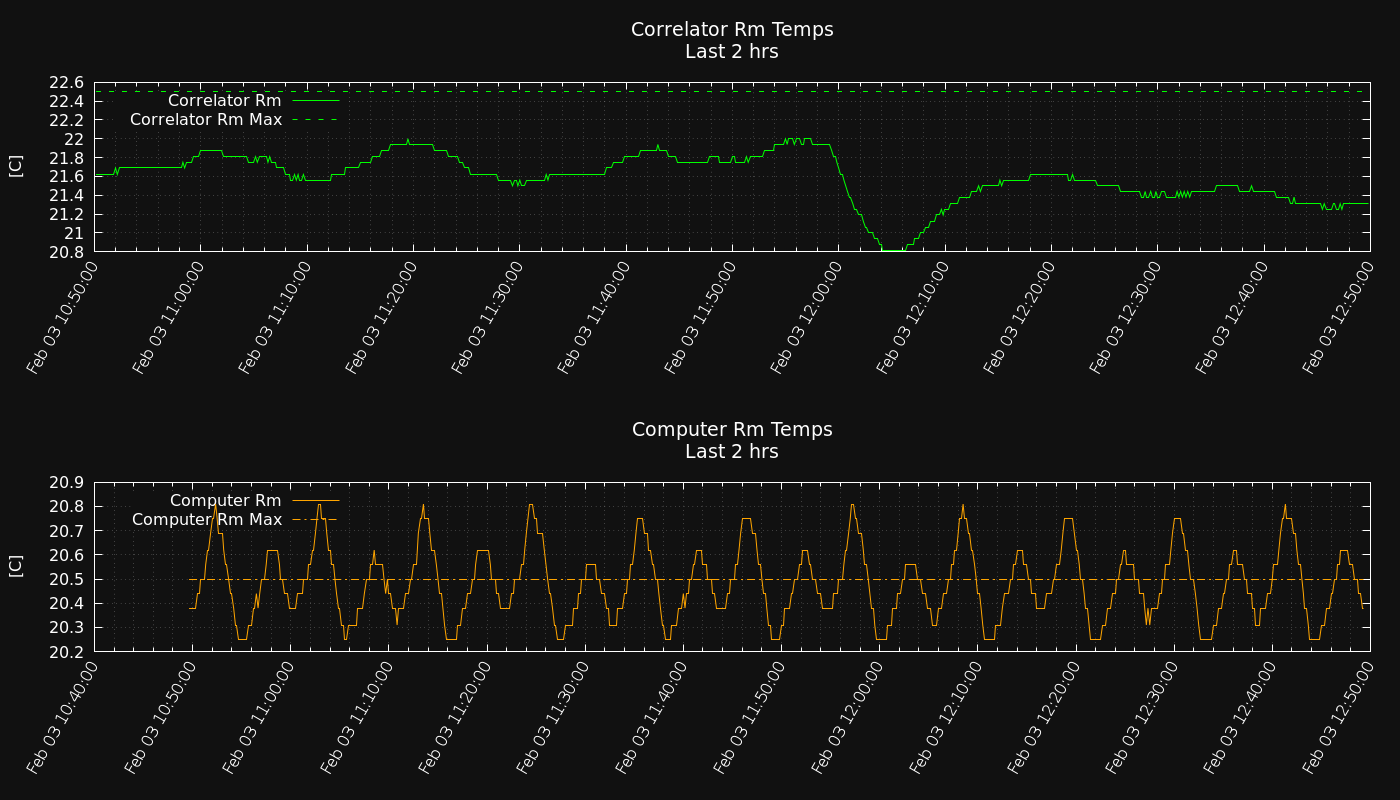 Correlator Rm Temps
Last 2 hrs
22.6
22.4
22.2
22
21.8
21.6
21.4
21.2
21
20.8
[C]
Correlator Rm
Correlator Rm Max
Feb 03 10:50:00
Feb 03 11:00:00
Feb 03 11:10:00
Feb 03 11:20:00
Feb 03 11:30:00
Feb 03 11:40:00
Feb 03 11:50:00
Feb 03 12:00:00
Feb 03 12:10:00
Feb 03 12:20:00
Feb 03 12:30:00
Feb 03 12:40:00
Feb 03 12:50:00
Computer Rm Temps
Last 2 hrs
20.9
20.8
20.7
20.6
20.5
20.4
20.3
20.2
[C]
Computer Rm
Computer Rm Max
Feb 03 10:40:00
Feb 03 10:50:00
Feb 03 11:00:00
Feb 03 11:10:00
Feb 03 11:20:00
Feb 03 11:30:00
Feb 03 11:40:00
Feb 03 11:50:00
Feb 03 12:00:00
Feb 03 12:10:00
Feb 03 12:20:00
Feb 03 12:30:00
Feb 03 12:40:00
Feb 03 12:50:00